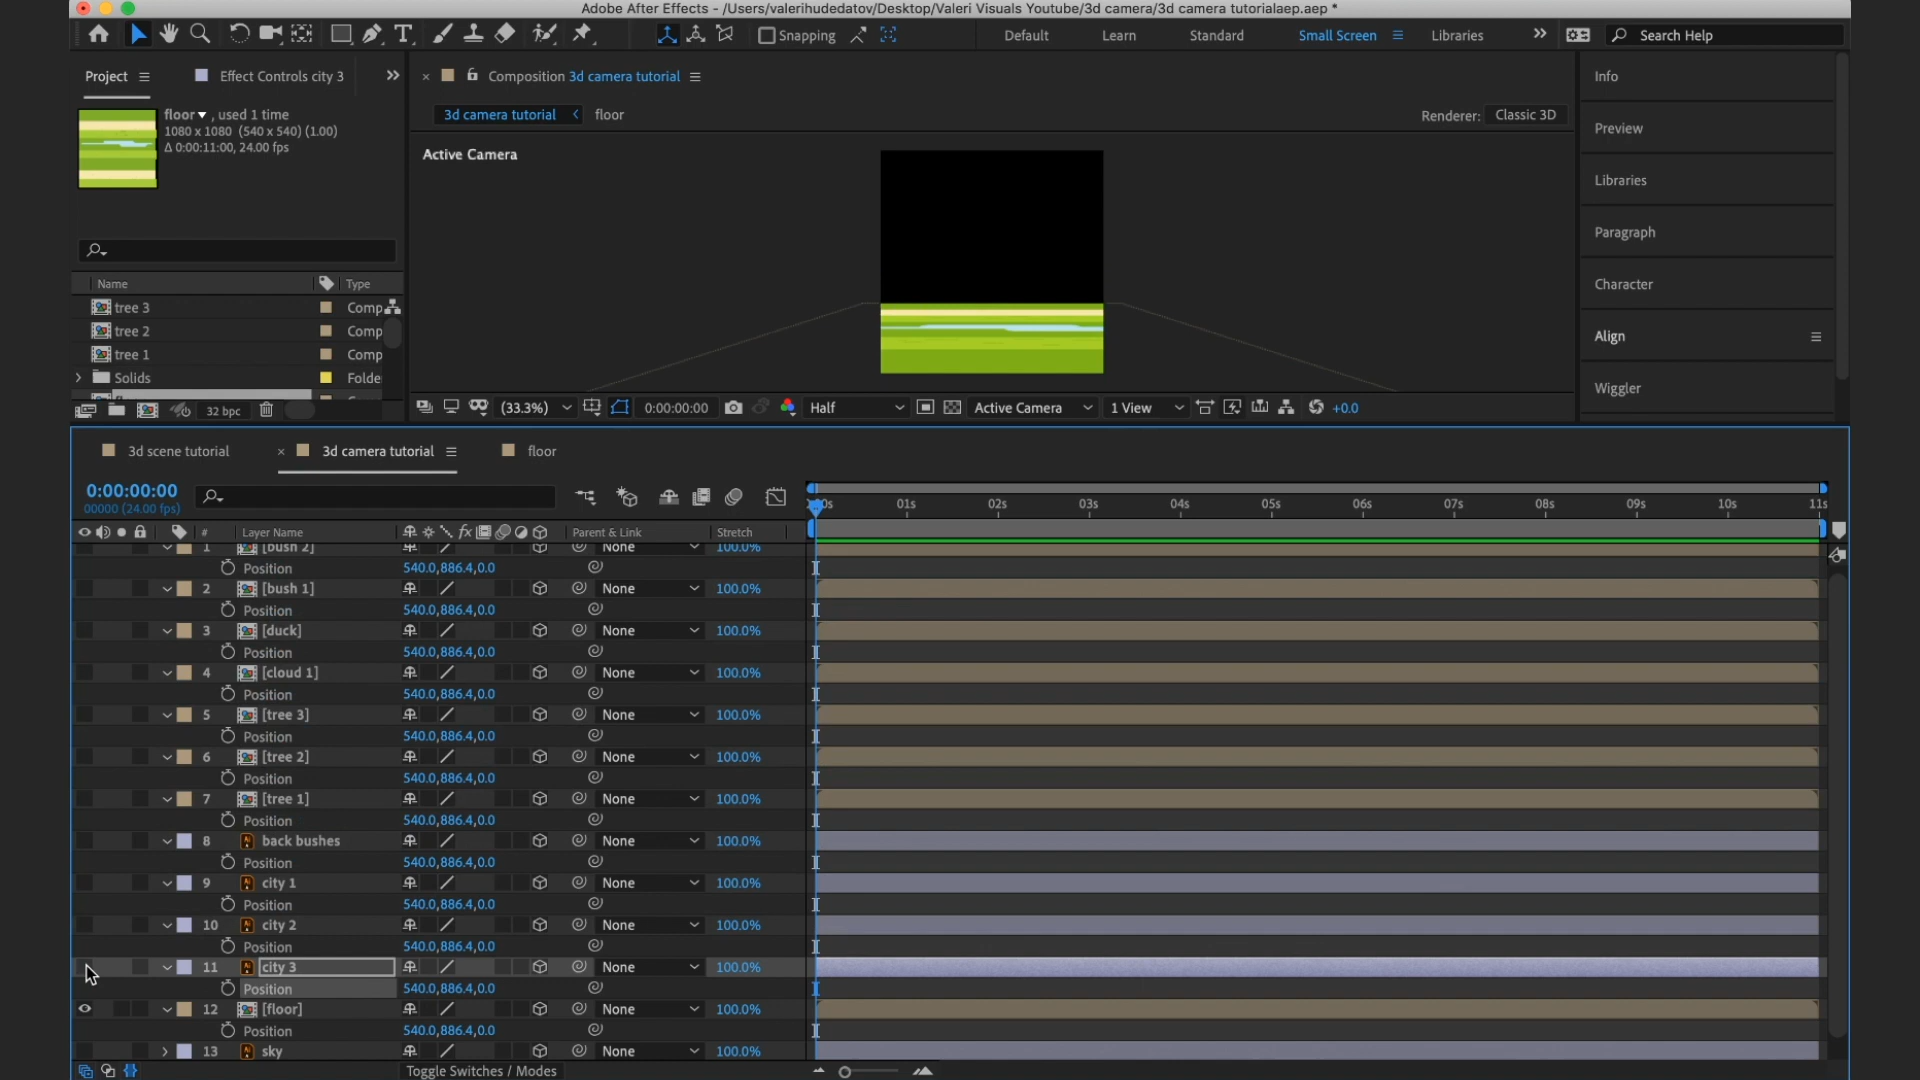 Adobe After Effects - /Users/valerihudedatov/Desktop/Valeri Visuals Youtube/3d camera/3d camera tutorialaep.aep *
Snapping
Default
Learn
Standard
Small Screen
Libraries
Search Help
Project
Effect Controls city 3
Composition 3d camera tutorial
floor , used 1 time
1080 x 1080 (540 x 540) (1.00)
Δ 0:00:11:00, 24.00 fps
3d camera tutorial
floor
Renderer: Classic 3D
Active Camera
Info
Preview
Libraries
Paragraph
Character
Align
Wiggler
Name Type
tree 3 Comp
tree 2 Comp
tree 1 Comp
Solids Folde
32 bpc
(33.3%) 0:00:00:00 Half Active Camera 1 View +0.0
3d scene tutorial
3d camera tutorial
floor
0:00:00:00
00000 (24.00 fps)
01s 02s 03s 04s 05s 06s 07s 08s 09s 10s 11s
# Layer Name Parent & Link Stretch
1 [bush 2] None 100.0%
Position 540.0,886.4,0.0
2 [bush 1] None 100.0%
Position 540.0,886.4,0.0
3 [duck] None 100.0%
Position 540.0,886.4,0.0
4 [cloud 1] None 100.0%
Position 540.0,886.4,0.0
5 [tree 3] None 100.0%
Position 540.0,886.4,0.0
6 [tree 2] None 100.0%
Position 540.0,886.4,0.0
7 [tree 1] None 100.0%
Position 540.0,886.4,0.0
8 back bushes None 100.0%
Position 540.0,886.4,0.0
9 city 1 None 100.0%
Position 540.0,886.4,0.0
10 city 2 None 100.0%
Position 540.0,886.4,0.0
11 city 3 None 100.0%
Position 540.0,886.4,0.0
12 [floor] None 100.0%
Position 540.0,886.4,0.0
13 sky None 100.0%
Toggle Switches / Modes